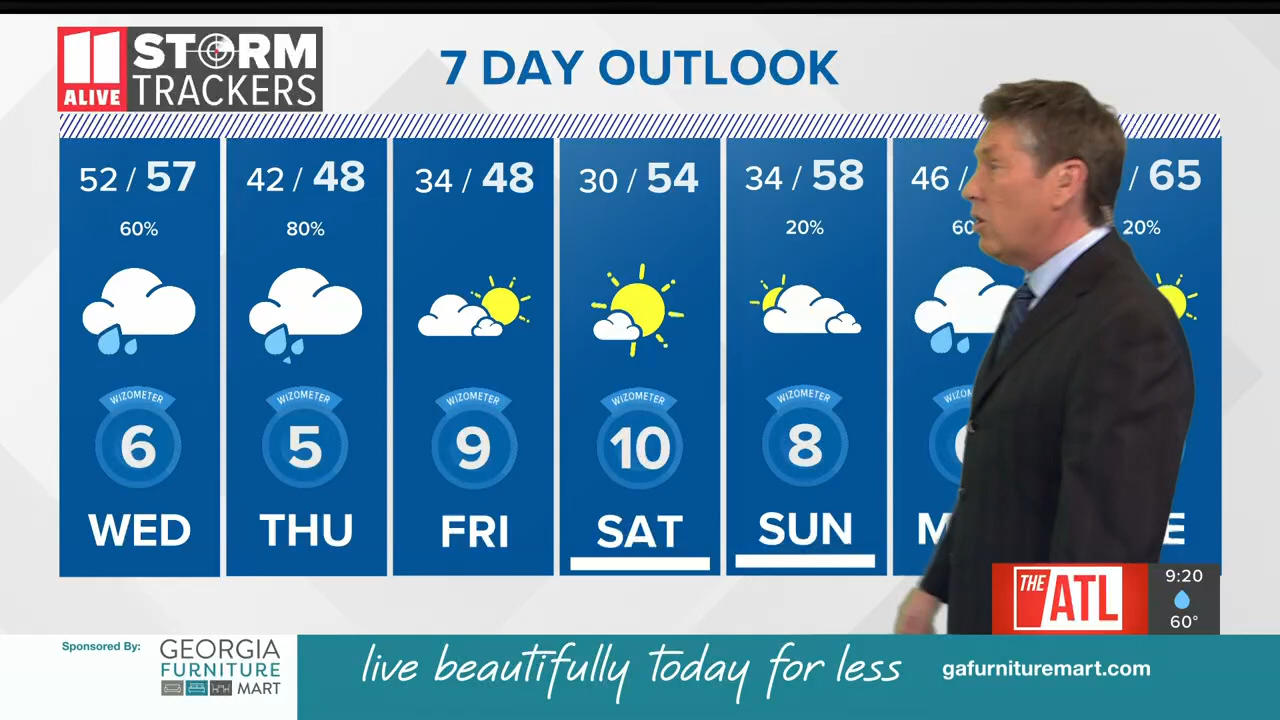 11
ALIVE
STORM
TRACKERS
7 DAY OUTLOOK
52 / 57
42 / 48
34 / 48
30 / 54
34 / 58
46 /
/ 65
60%
80%
20%
20%
WIZOMETER
WIZOMETER
WIZOMETER
WIZOMETER
WIZOMETER
6
5
9
10
8
WED
THU
FRI
SAT
SUN
THE
ATL
9:20
60°
Sponsored By:
GEORGIA
FURNITURE
MART
live beautifully today for less
gafurnituremart.com